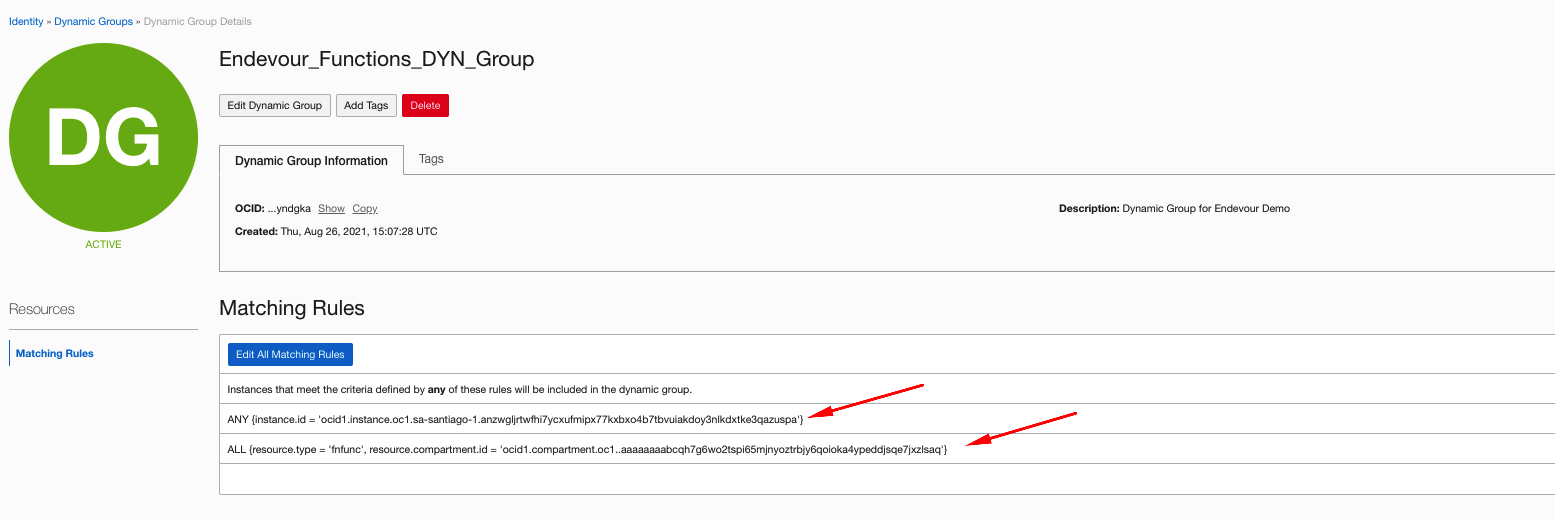 Identity » Dynamic Groups » Dynamic Group Details
DG
ACTIVE
Endevour_Functions_DYN_Group
Edit Dynamic Group Add Tags Delete
Dynamic Group Information Tags
OCID: ...yndgka Show Copy
Description: Dynamic Group for Endevour Demo
Created: Thu, Aug 26, 2021, 15:07:28 UTC
Resources
Matching Rules
Matching Rules
Edit All Matching Rules
Instances that meet the criteria defined by any of these rules will be included in the dynamic group.
ANY {instance.id = 'ocid1.instance.oc1.sa-santiago-1.anzwgljrtwfhi7ycxufmipx77kxbxo4b7tbvuiakdoy3nlkdxtke3qazuspa'}
ALL {resource.type = 'fnfunc', resource.compartment.id = 'ocid1.compartment.oc1..aaaaaaaabcqh7g6wo2tspi65mjnyoztrbjy6qoioka4ypeddjsqe7jxzlsaq'}